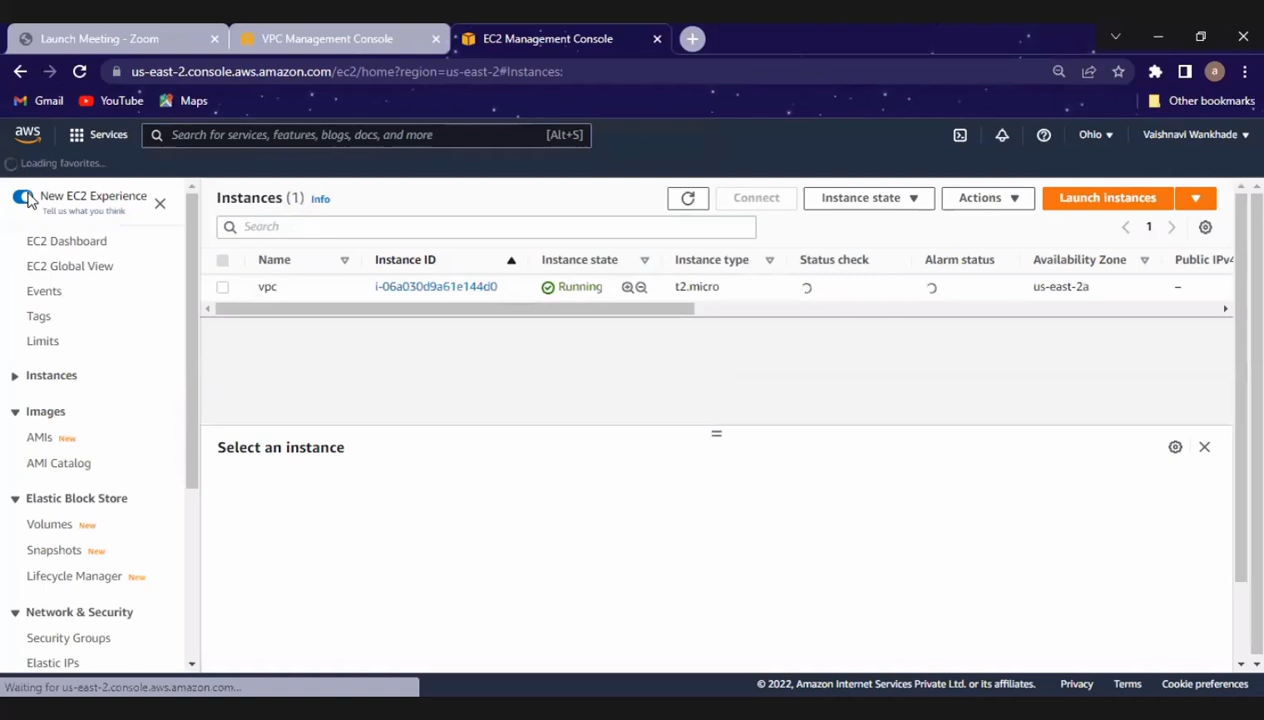 Launch Meeting - Zoom
VPC Management Console
EC2 Management Console
us-east-2.console.aws.amazon.com/ec2/home?region=us-east-2#Instances:
a
Gmail
YouTube
Maps
Other bookmarks
aws
Services
Search for services, features, blogs, docs, and more
[Alt+S]
Ohio
Vaishnavi Wankhade
Loading favorites...
New EC2 Experience
Tell us what you think
EC2 Dashboard
EC2 Global View
Events
Tags
Limits
Instances
Images
AMIs New
AMI Catalog
Elastic Block Store
Volumes New
Snapshots New
Lifecycle Manager New
Network & Security
Security Groups
Elastic IPs
Instances (1) Info
Connect
Instance state
Actions
Launch instances
Search
1
Name Instance ID Instance state Instance type Status check Alarm status Availability Zone Public IPv4
vpc i-06a030d9a61e144d0 Running t2.micro us-east-2a –
Select an instance
Waiting for us-east-2.console.aws.amazon.com...
© 2022, Amazon Internet Services Private Ltd. or its affiliates. Privacy Terms Cookie preferences